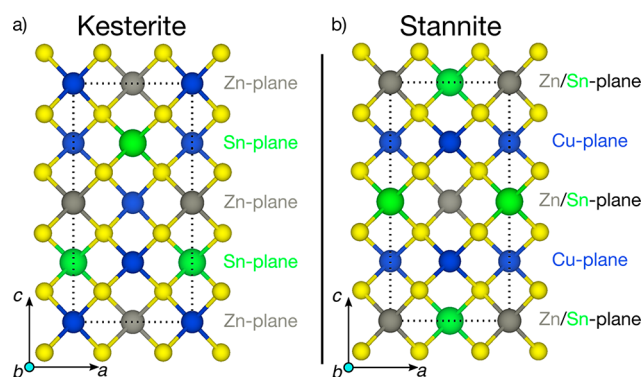 a) Kesterite
Zn-plane
Sn-plane
Zn-plane
Sn-plane
Zn-plane
c
b
a
b) Stannite
Zn/Sn-plane
Cu-plane
Zn/Sn-plane
Cu-plane
Zn/Sn-plane
c
b
a